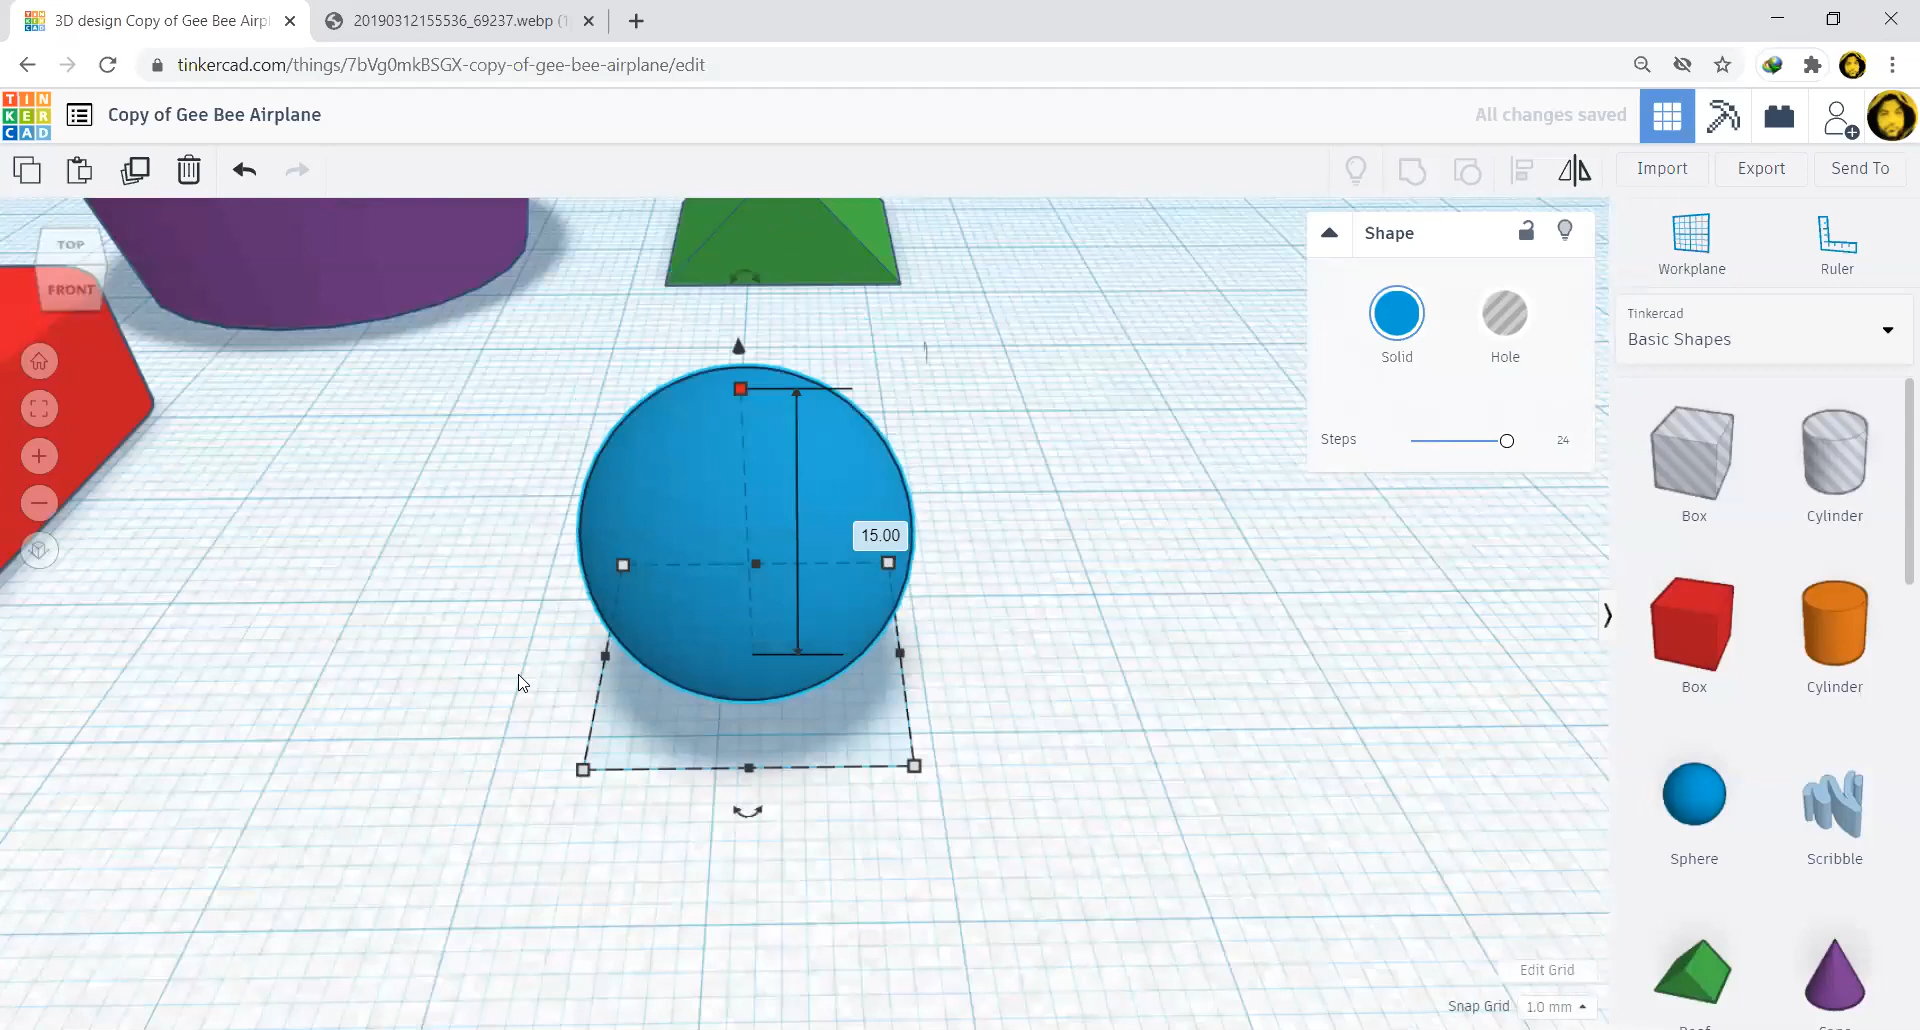 3D design Copy of Gee Bee Airpl
20190312155536_69237.webp (1
tinkercad.com/things/7bVg0mkBSGX-copy-of-gee-bee-airplane/edit
TIN
KER
CAD
Copy of Gee Bee Airplane
All changes saved
Import
Export
Send To
TOP
FRONT
Shape
Solid
Hole
Steps
24
15.00
Workplane
Ruler
Tinkercad
Basic Shapes
Box
Cylinder
Box
Cylinder
Sphere
Scribble
Edit Grid
Snap Grid
1.0 mm